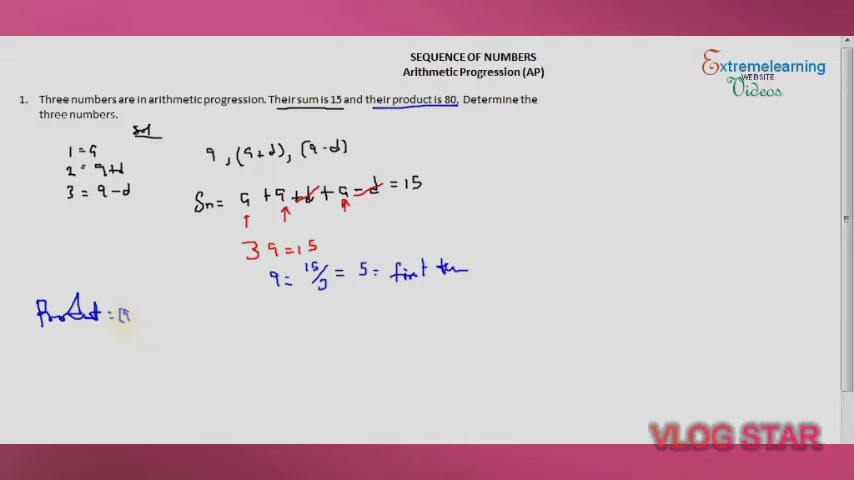 SEQUENCE OF NUMBERS
Arithmetic Progression (AP)
Extremelearning
WEBSITE
Videos
1. Three numbers are in arithmetic progression. Their sum is 15 and their product is 80. Determine the
three numbers.
Sol
1 = a
2 = a+d
3 = a-d
a, (a+d), (a-d)
Sn = a + a + d + a - d = 15
3a = 15
a = 15/3 = 5 = first term
Product = (a
VLOG STAR